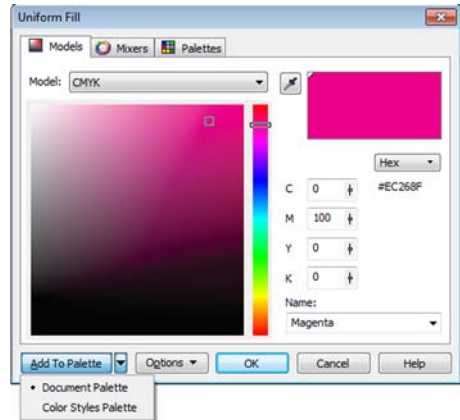 Uniform Fill
Models Mixers Palettes
Model: CMYK
Hex
C 0 #EC268F
M 100
Y 0
K 0
Name:
Magenta
Add To Palette Options OK Cancel Help
• Document Palette
Color Styles Palette